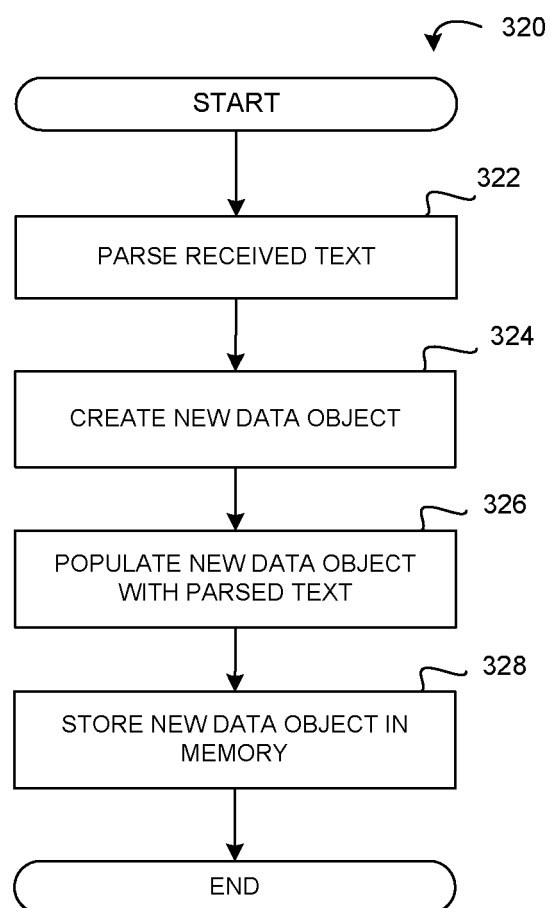 320
START
322
PARSE RECEIVED TEXT
324
CREATE NEW DATA OBJECT
326
POPULATE NEW DATA OBJECT
WITH PARSED TEXT
328
STORE NEW DATA OBJECT IN
MEMORY
END